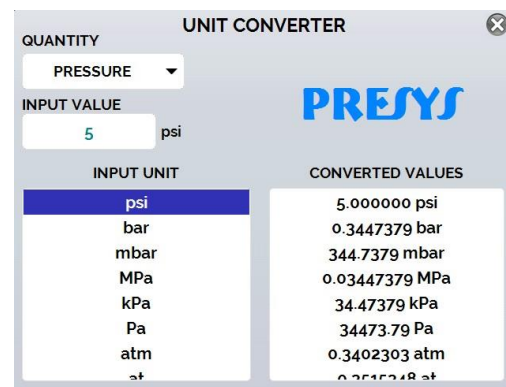 UNIT CONVERTER
QUANTITY
PRESSURE
INPUT VALUE
5 psi
PRESYS
INPUT UNIT
psi
bar
mbar
MPa
kPa
Pa
atm
at
CONVERTED VALUES
5.000000 psi
0.3447379 bar
344.7379 mbar
0.03447379 MPa
34.47379 kPa
34473.79 Pa
0.3402303 atm